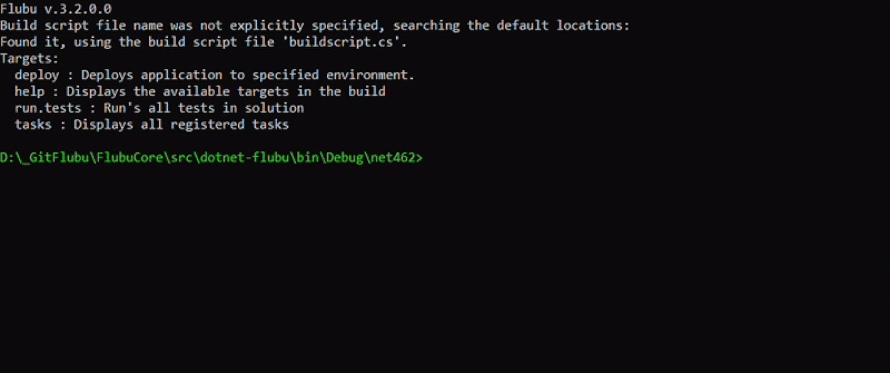 Flubu v.3.2.0.0
Build script file name was not explicitly specified, searching the default locations:
Found it, using the build script file 'buildscript.cs'.
Targets:
  deploy : Deploys application to specified environment.
  help : Displays the available targets in the build
  run.tests : Run's all tests in solution
  tasks : Displays all registered tasks
D:\_GitFlubu\FlubuCore\src\dotnet-flubu\bin\Debug\net462>